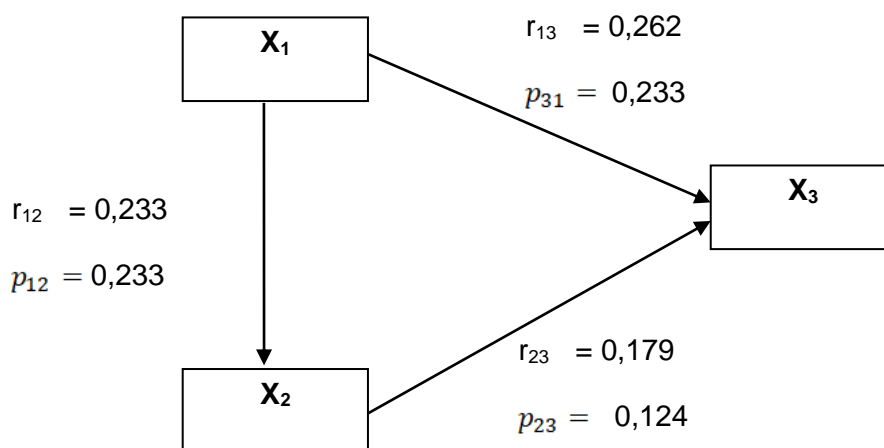 X₁
r₁₃ = 0,262
p₃₁ = 0,233
X₃
r₁₂ = 0,233
p₁₂ = 0,233
r₂₃ = 0,179
X₂
p₂₃ = 0,124